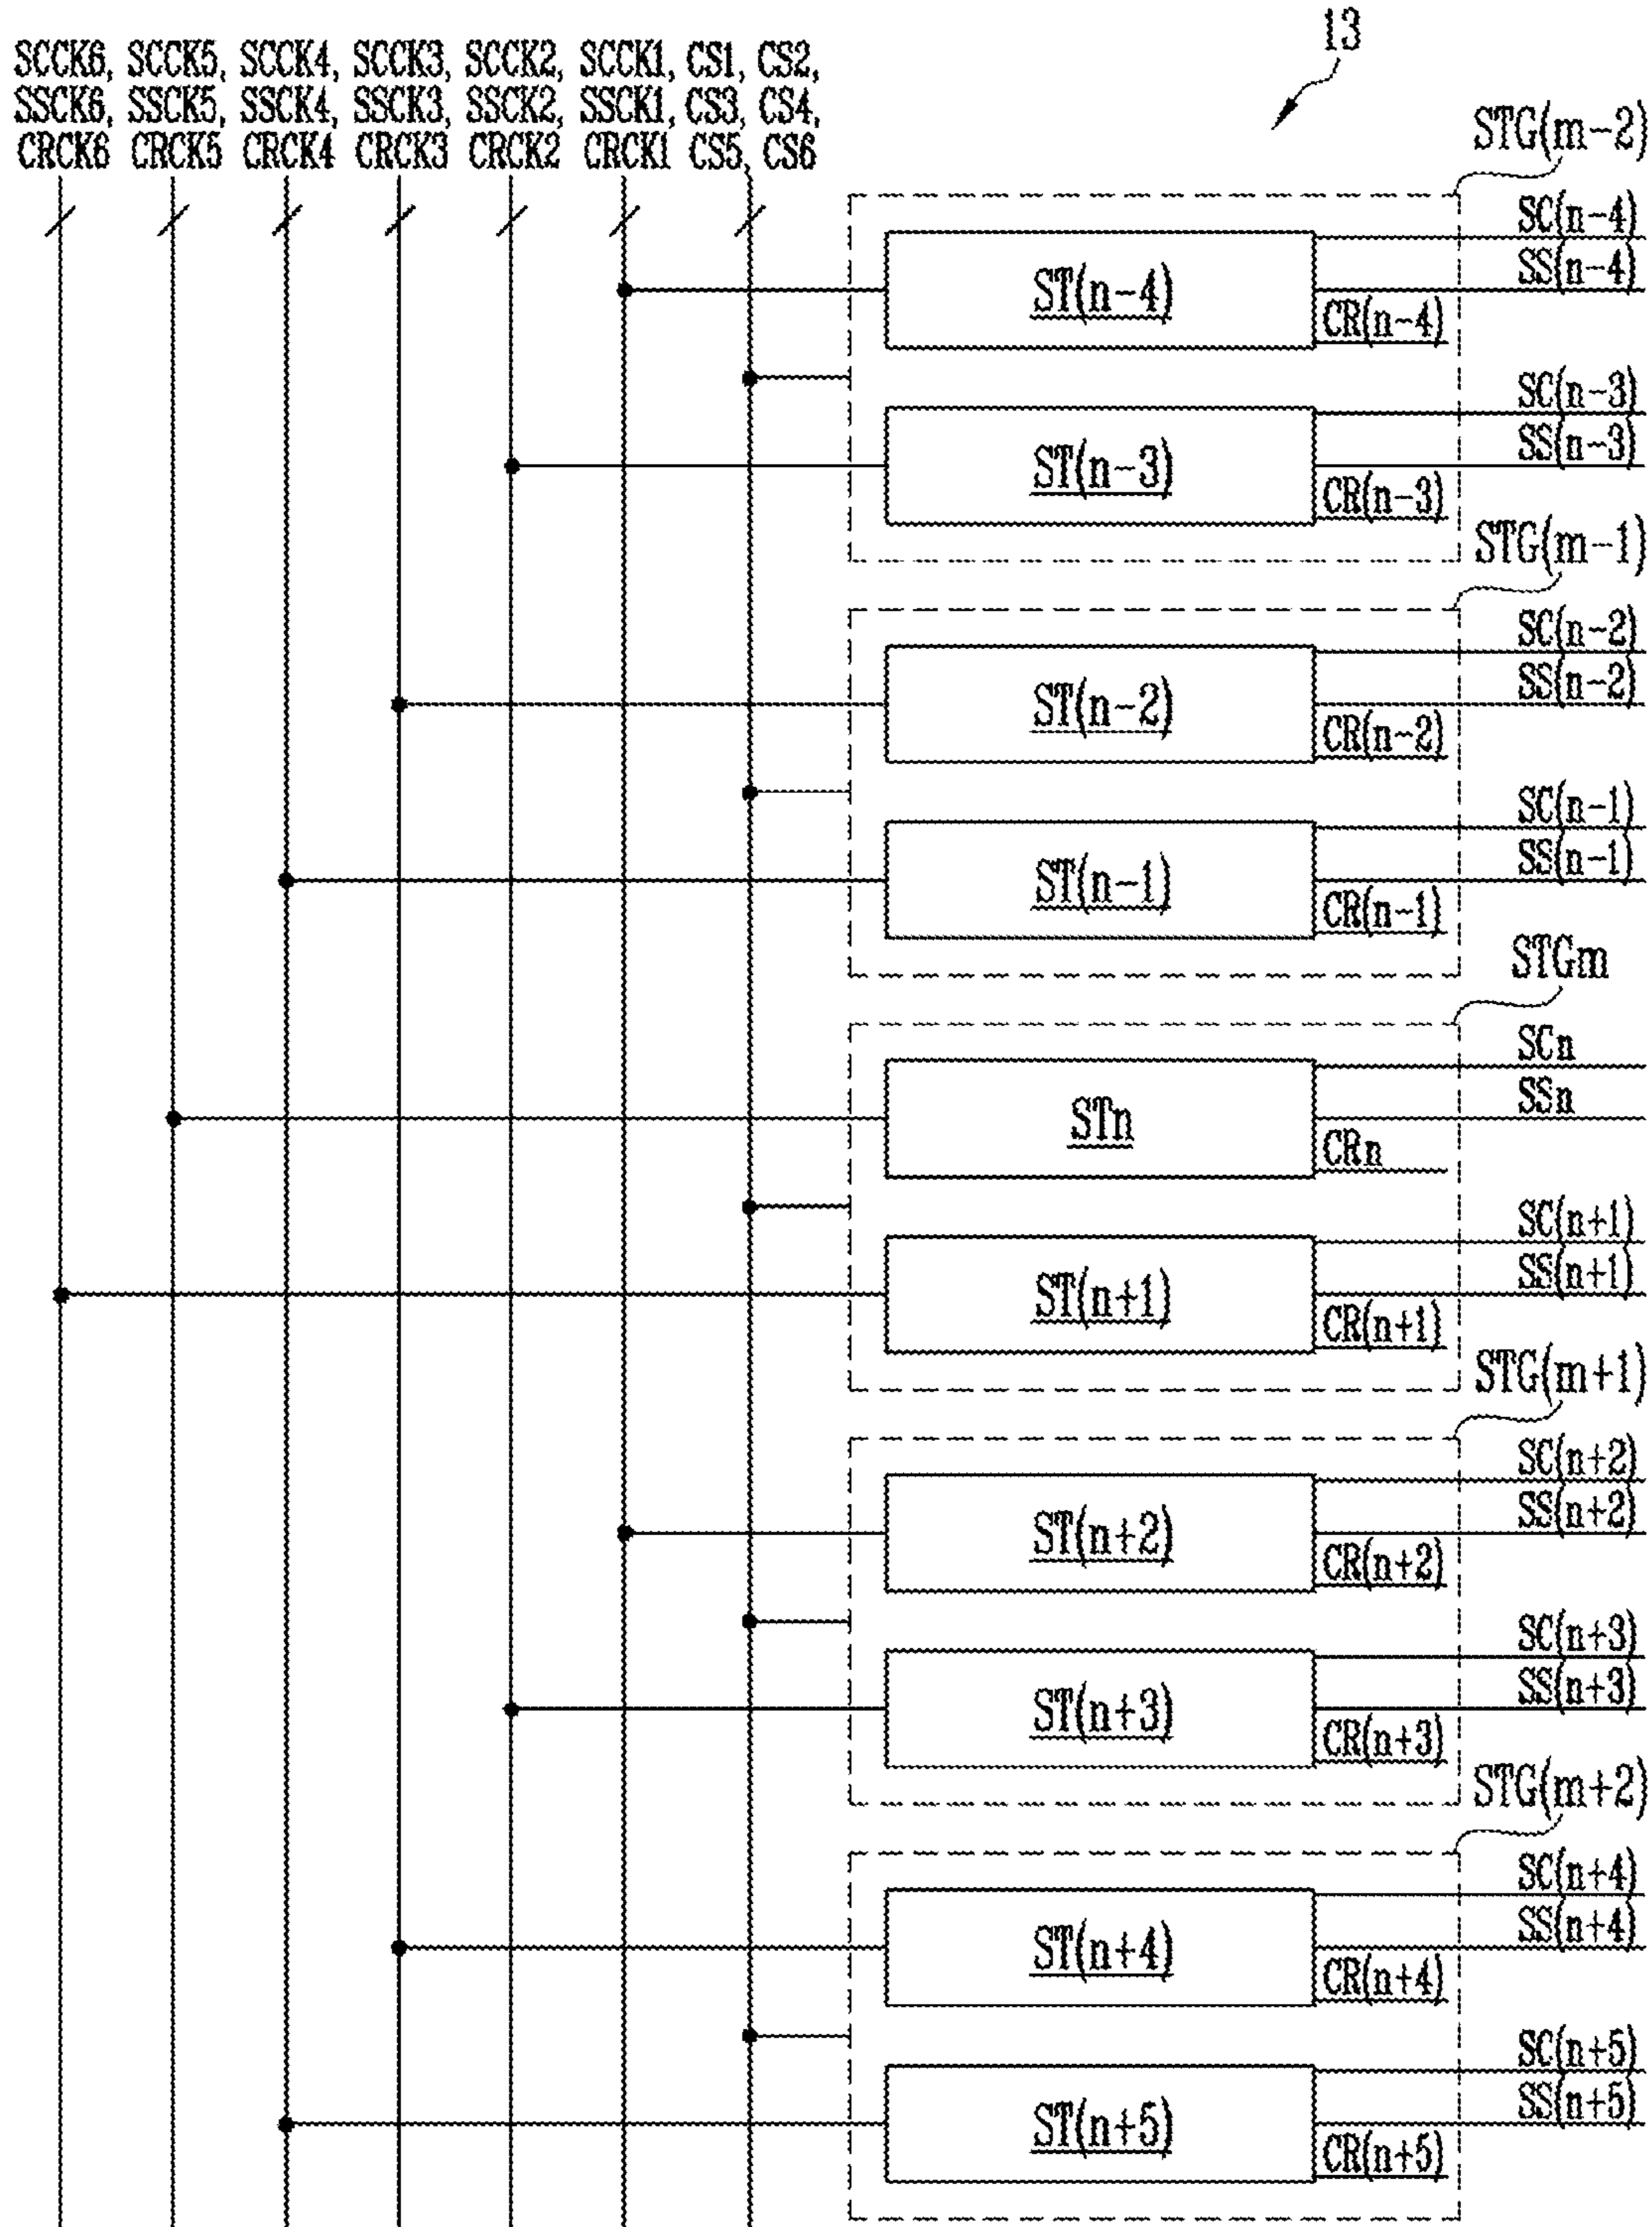 13
SCCK6, SCCK5, SCCK4, SCCK3, SCCK2, SCCK1, CS1, CS2,
SSCK6, SSCK5, SSCK4, SSCK3, SSCK2, SSCK1, CS3, CS4,
CRCK6 CRCK5 CRCK4 CRCK3 CRCK2 CRCK1 CS5, CS6
STG(m-2)
SC(n-4)
SS(n-4)
ST(n-4)
CR(n-4)
SC(n-3)
SS(n-3)
ST(n-3)
CR(n-3)
STG(m-1)
SC(n-2)
SS(n-2)
ST(n-2)
CR(n-2)
SC(n-1)
SS(n-1)
ST(n-1)
CR(n-1)
STGm
SCn
SSn
STn
CRn
SC(n+1)
SS(n+1)
ST(n+1)
CR(n+1)
STG(m+1)
SC(n+2)
SS(n+2)
ST(n+2)
CR(n+2)
SC(n+3)
SS(n+3)
ST(n+3)
CR(n+3)
STG(m+2)
SC(n+4)
SS(n+4)
ST(n+4)
CR(n+4)
SC(n+5)
SS(n+5)
ST(n+5)
CR(n+5)